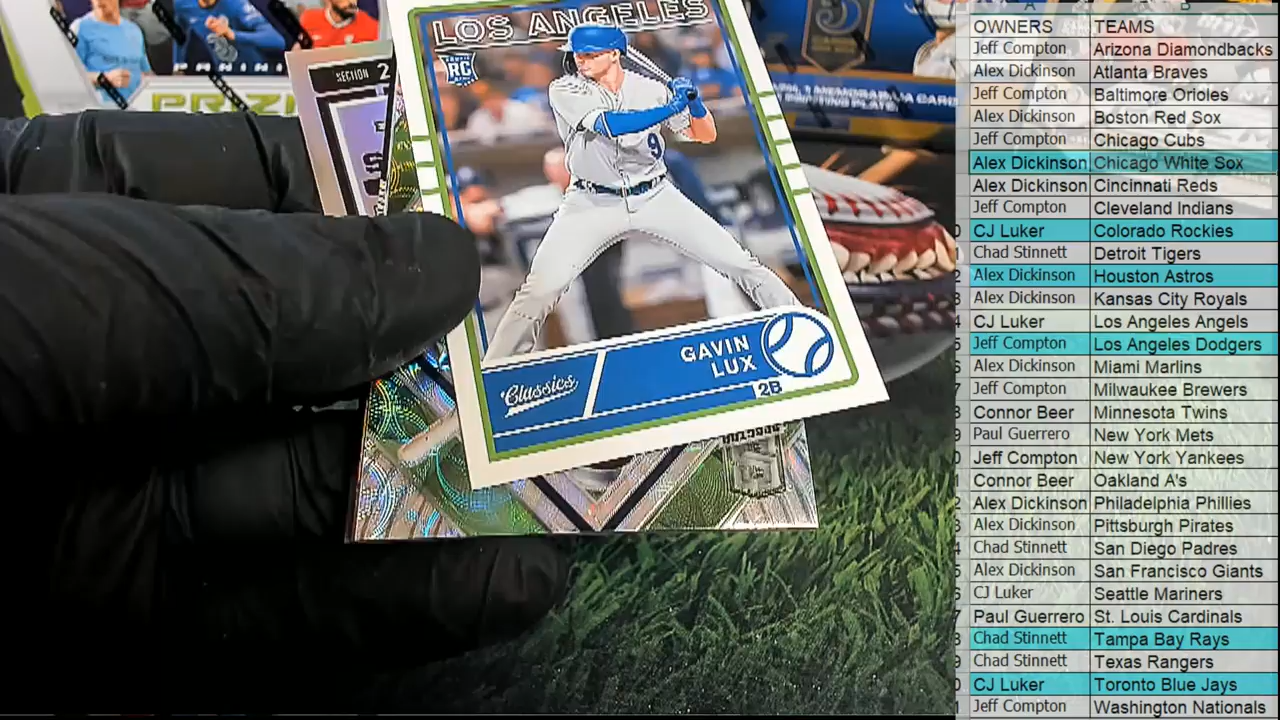 LOS ANGELES
RC
SECTION 2
PRIZM
9
GAVIN
LUX
Classics
2B
OWNERS TEAMS
Jeff Compton Arizona Diamondbacks
Alex Dickinson Atlanta Braves
Jeff Compton Baltimore Orioles
Alex Dickinson Boston Red Sox
Jeff Compton Chicago Cubs
Alex Dickinson Chicago White Sox
Alex Dickinson Cincinnati Reds
Jeff Compton Cleveland Indians
CJ Luker Colorado Rockies
Chad Stinnett Detroit Tigers
Alex Dickinson Houston Astros
Alex Dickinson Kansas City Royals
CJ Luker Los Angeles Angels
Jeff Compton Los Angeles Dodgers
Alex Dickinson Miami Marlins
Jeff Compton Milwaukee Brewers
Connor Beer Minnesota Twins
Paul Guerrero New York Mets
Jeff Compton New York Yankees
Connor Beer Oakland A's
Alex Dickinson Philadelphia Phillies
Alex Dickinson Pittsburgh Pirates
Chad Stinnett San Diego Padres
Alex Dickinson San Francisco Giants
CJ Luker Seattle Mariners
Paul Guerrero St. Louis Cardinals
Chad Stinnett Tampa Bay Rays
Chad Stinnett Texas Rangers
CJ Luker Toronto Blue Jays
Jeff Compton Washington Nationals